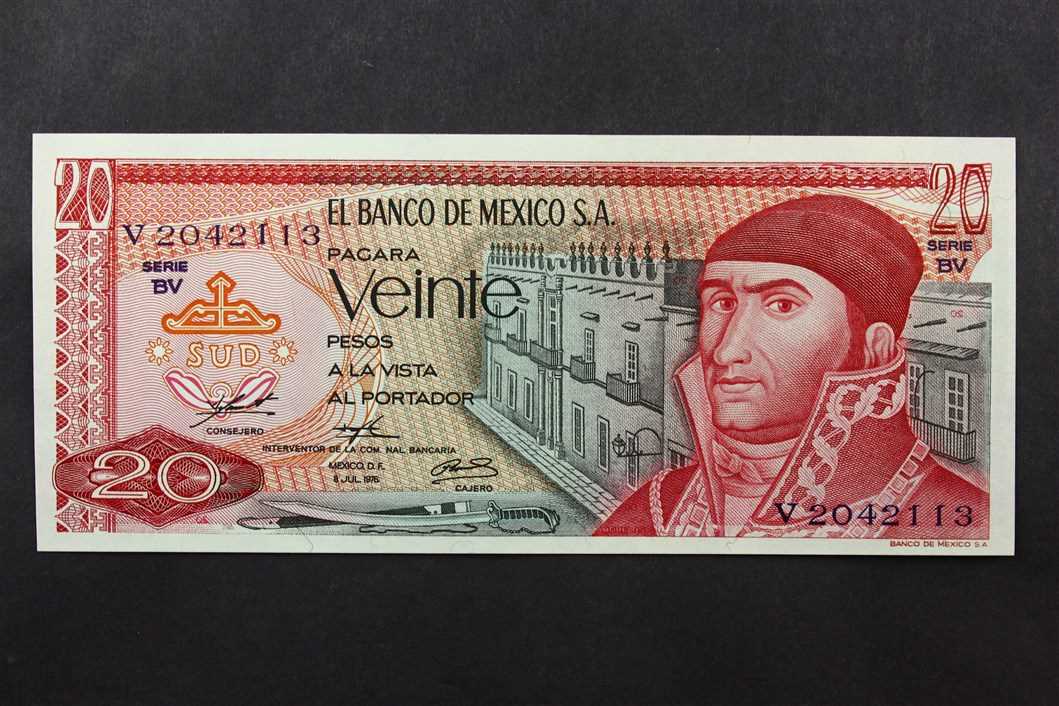 20
20
EL BANCO DE MEXICO S.A.
V 2042113
SERIE
BV
SERIE
BV
PAGARA
Veinte
PESOS
A LA VISTA
AL PORTADOR
SUD
CONSEJERO
INTERVENTOR DE LA COM. NAL. BANCARIA
MEXICO, D. F.
8 JUL. 1976
CAJERO
20
V 2042113
BANCO DE MEXICO S.A.